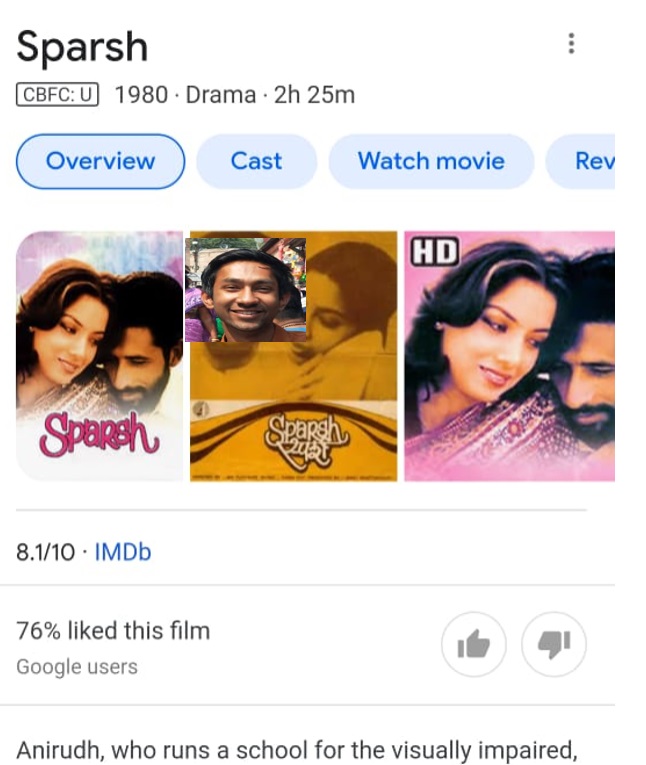 Sparsh
CBFC: U 1980 · Drama · 2h 25m
Overview Cast Watch movie Rev
HD
Sparsh
Sparsh
स्पर्श
8.1/10 · IMDb
76% liked this film
Google users
Anirudh, who runs a school for the visually impaired,